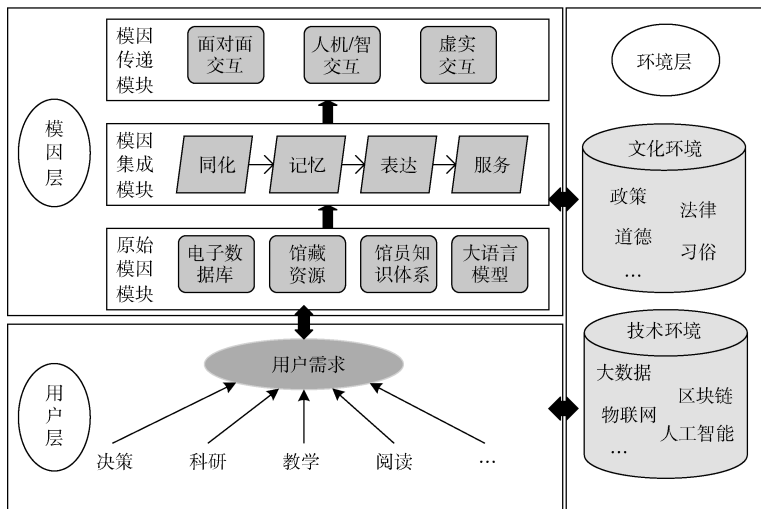 模因
传递
模块
面对面
交互
人机/智
交互
虚实
交互
模
因
层
模因
集成
模块
同化
记忆
表达
服务
原始
模因
模块
电子数
据库
馆藏
资源
馆员知
识体系
大语言
模型
用
户
层
用户需求
决策
科研
教学
阅读
…
环境层
文化环境
政策
法律
道德
习俗
…
技术环境
大数据
区块链
物联网
人工智能
…